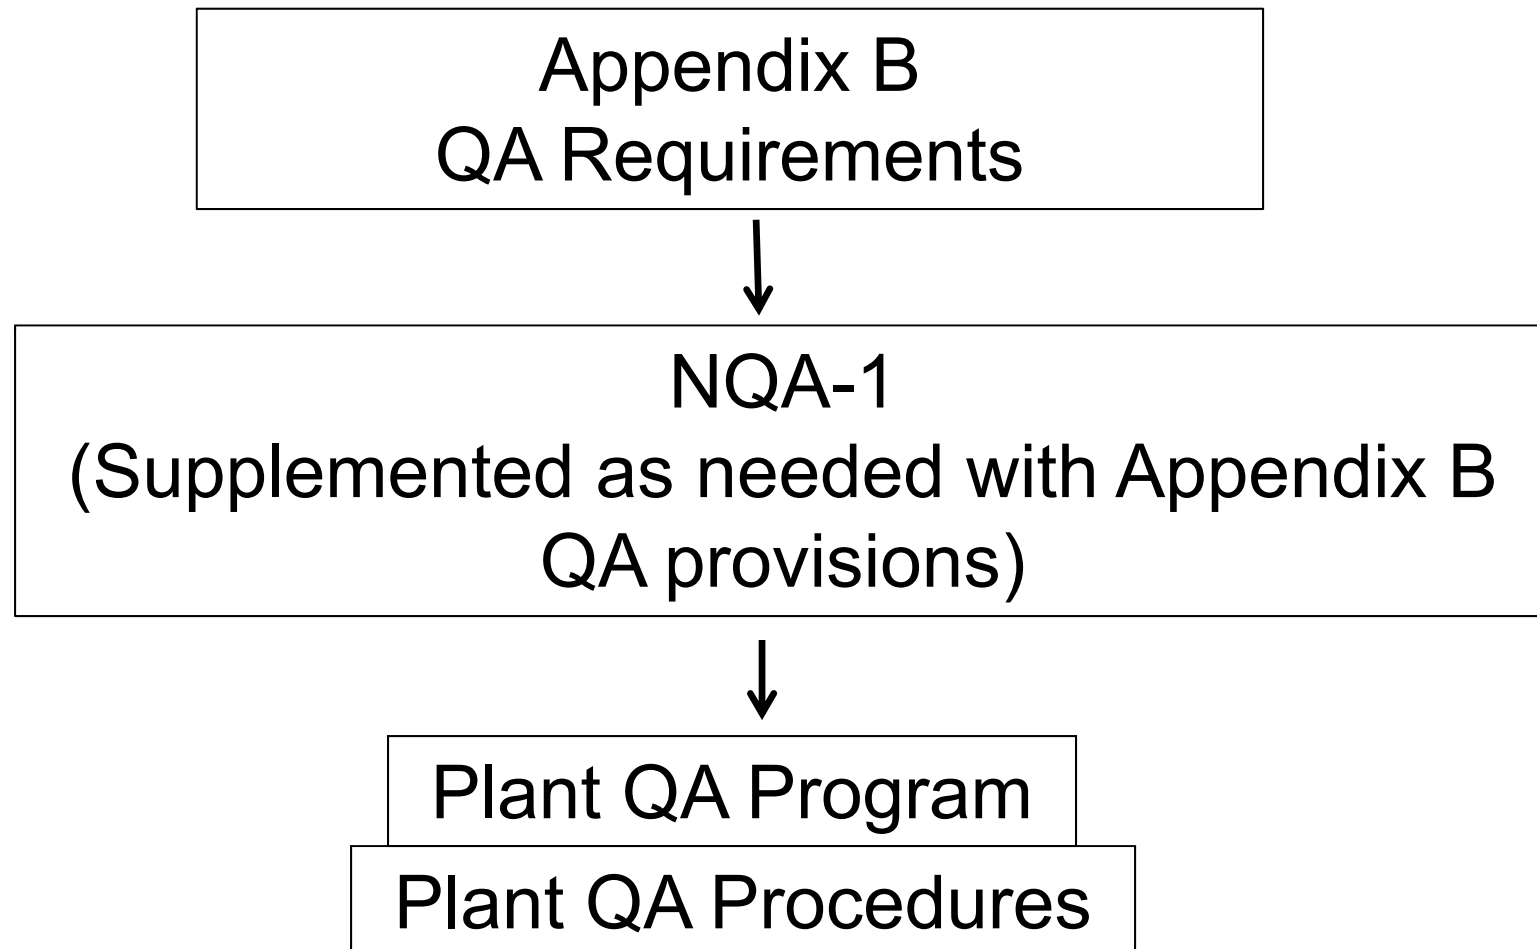 Appendix B
QA Requirements
NQA-1
(Supplemented as needed with Appendix B
QA provisions)
Plant QA Program
Plant QA Procedures